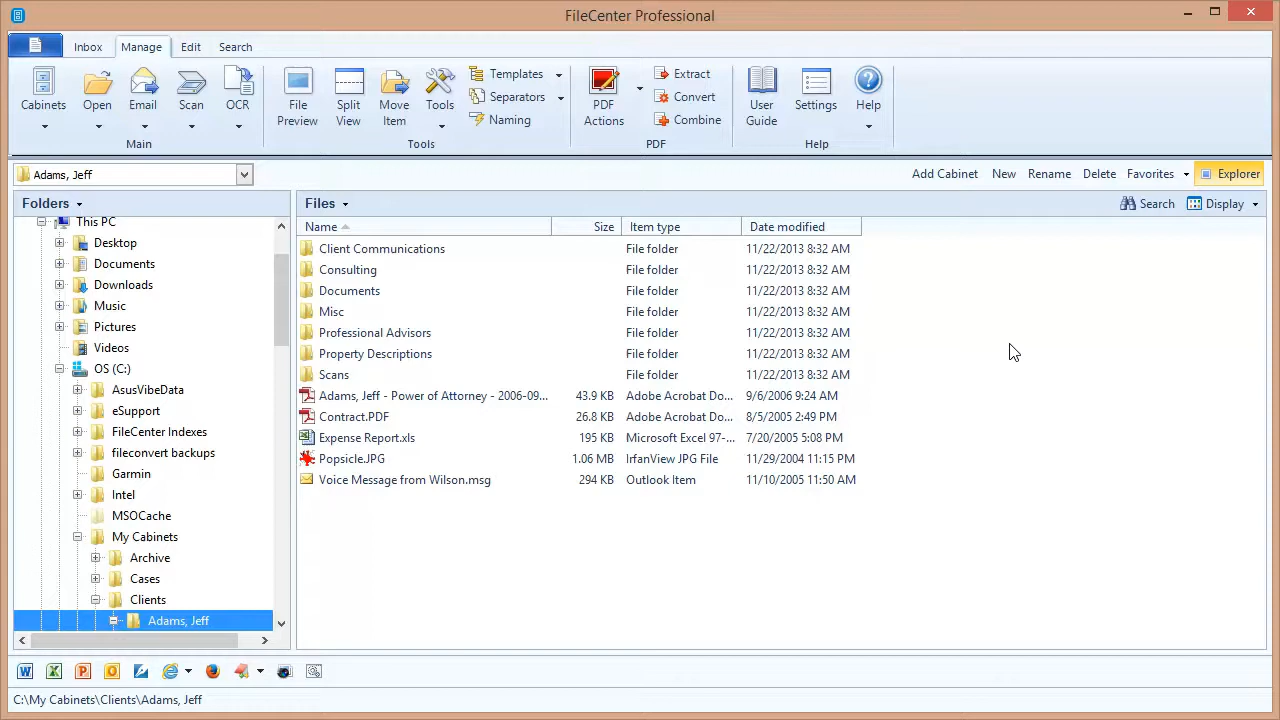 FileCenter Professional
Inbox Manage Edit Search
Cabinets Open Email Scan OCR
Main
File Preview Split View Move Item Tools Templates Separators Naming
Tools
PDF Actions Extract Convert Combine
PDF
User Guide Settings Help
Help
Adams, Jeff Add Cabinet New Rename Delete Favorites Explorer
Folders
This PC
Desktop
Documents
Downloads
Music
Pictures
Videos
OS (C:)
AsusVibeData
eSupport
FileCenter Indexes
fileconvert backups
Garmin
Intel
MSOCache
My Cabinets
Archive
Cases
Clients
Adams, Jeff
Files Search Display
Name Size Item type Date modified
Client Communications File folder 11/22/2013 8:32 AM
Consulting File folder 11/22/2013 8:32 AM
Documents File folder 11/22/2013 8:32 AM
Misc File folder 11/22/2013 8:32 AM
Professional Advisors File folder 11/22/2013 8:32 AM
Property Descriptions File folder 11/22/2013 8:32 AM
Scans File folder 11/22/2013 8:32 AM
Adams, Jeff - Power of Attorney - 2006-09... 43.9 KB Adobe Acrobat Do... 9/6/2006 9:24 AM
Contract.PDF 26.8 KB Adobe Acrobat Do... 8/5/2005 2:49 PM
Expense Report.xls 195 KB Microsoft Excel 97-... 7/20/2005 5:08 PM
Popsicle.JPG 1.06 MB IrfanView JPG File 11/29/2004 11:15 PM
Voice Message from Wilson.msg 294 KB Outlook Item 11/10/2005 11:50 AM
C:\My Cabinets\Clients\Adams, Jeff